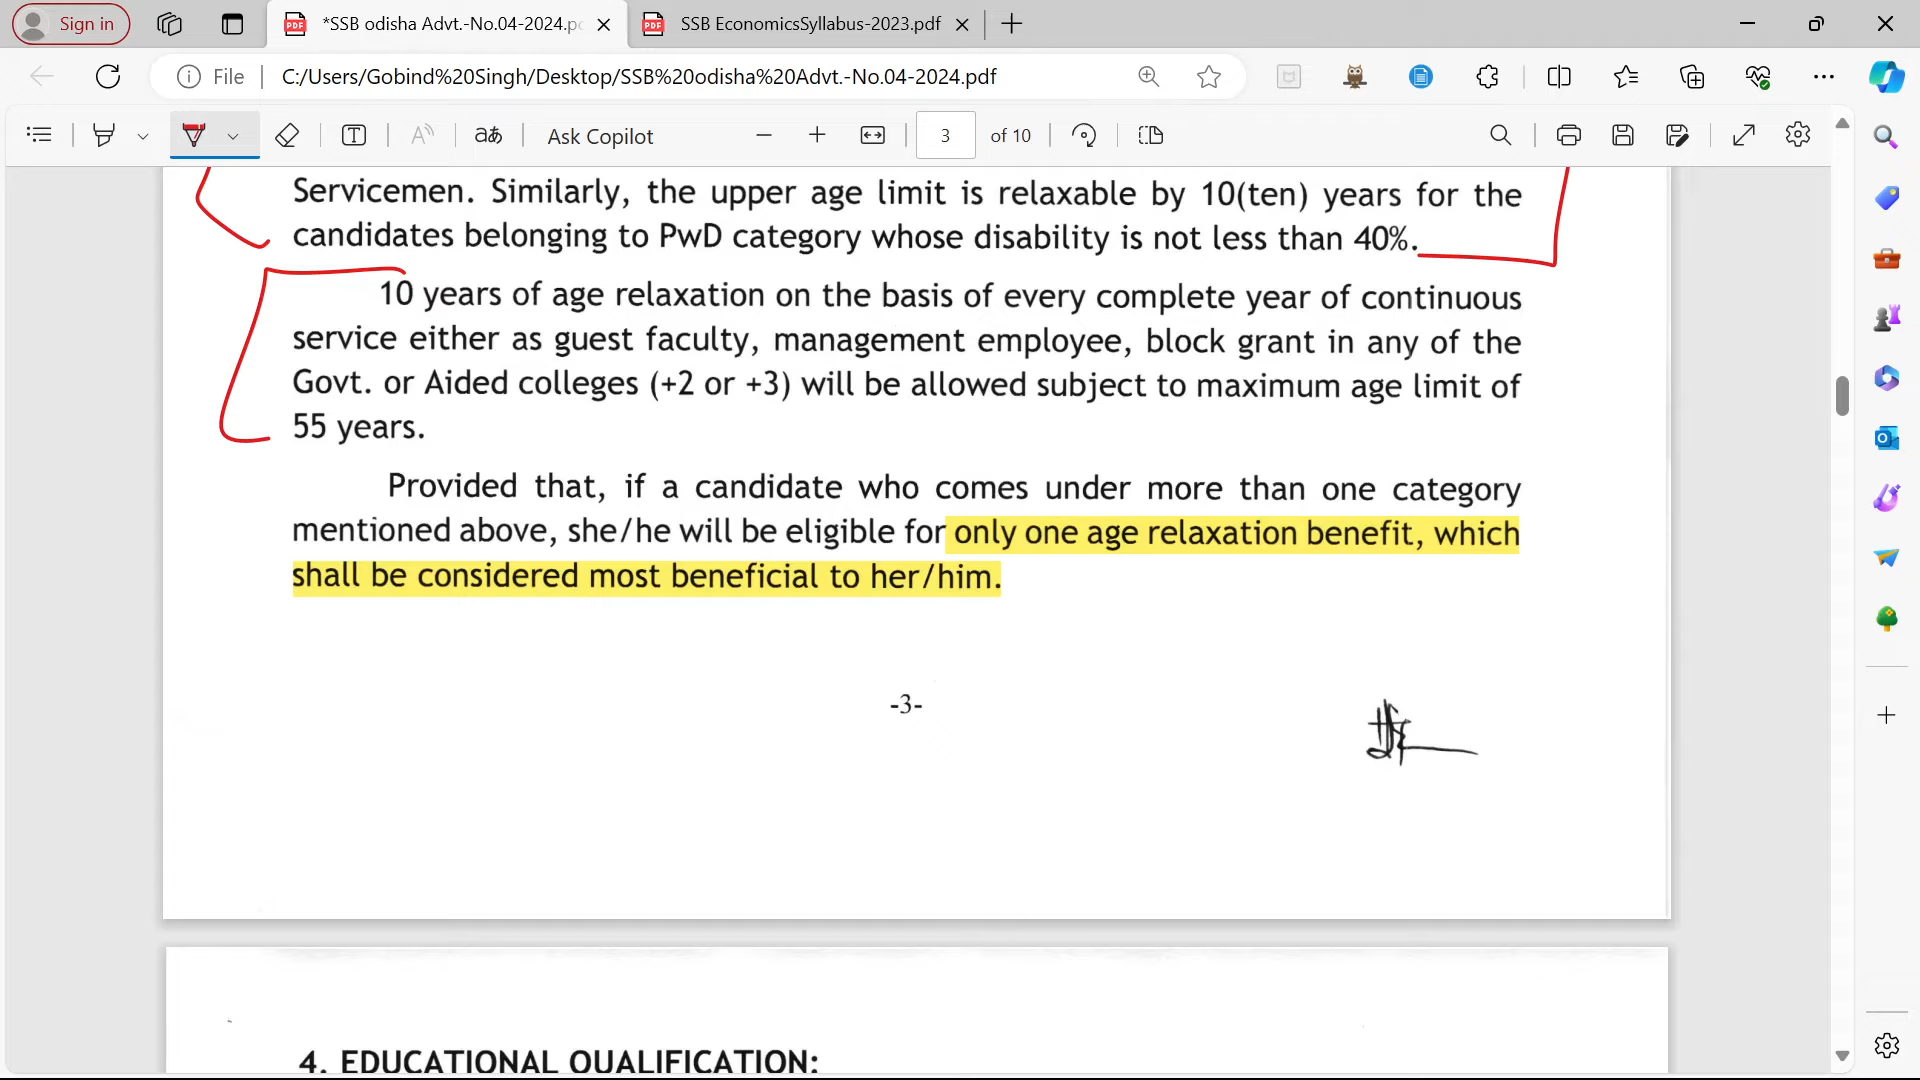 Sign in
*SSB odisha Advt.-No.04-2024.p
SSB EconomicsSyllabus-2023.pdf
File
C:/Users/Gobind%20Singh/Desktop/SSB%20odisha%20Advt.-No.04-2024.pdf
aあ
Ask Copilot
3
of 10
Servicemen. Similarly, the upper age limit is relaxable by 10(ten) years for the
candidates belonging to PwD category whose disability is not less than 40%.
10 years of age relaxation on the basis of every complete year of continuous
service either as guest faculty, management employee, block grant in any of the
Govt. or Aided colleges (+2 or +3) will be allowed subject to maximum age limit of
55 years.
Provided that, if a candidate who comes under more than one category
mentioned above, she/he will be eligible for only one age relaxation benefit, which
shall be considered most beneficial to her/him.
-3-
4. EDUCATIONAL QUALIFICATION: